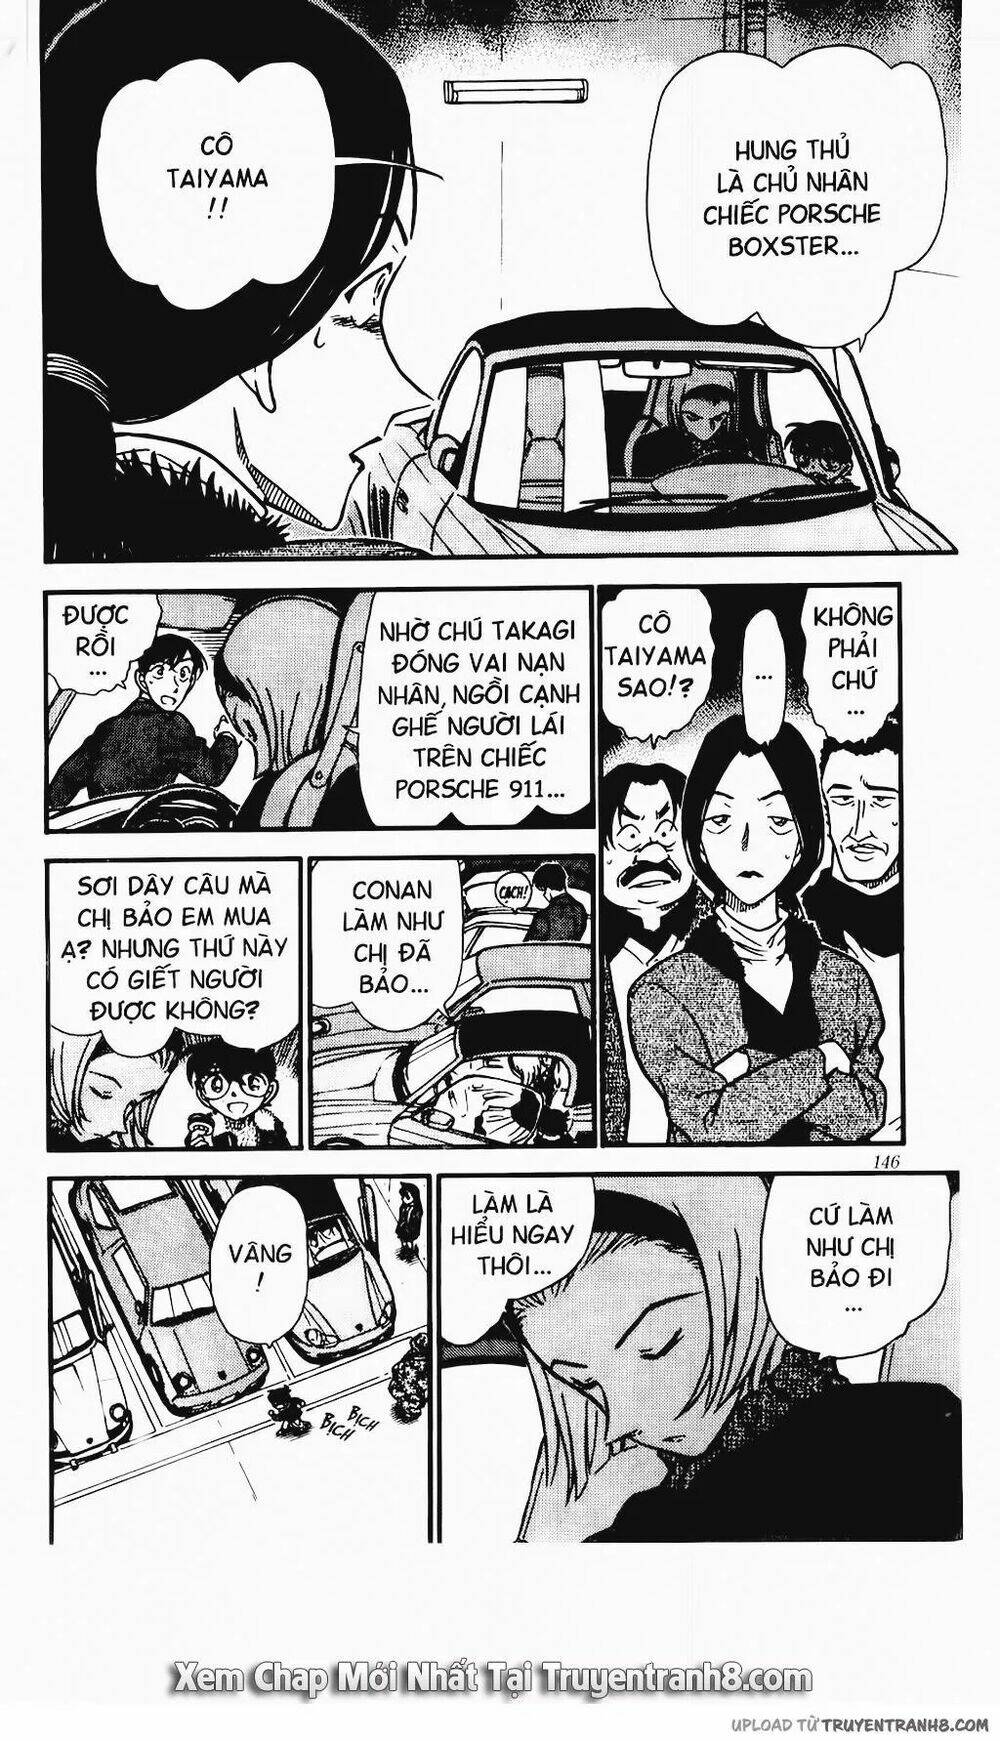 HUNG THỦ
LÀ CHỦ NHÂN
CHIẾC PORSCHE
BOXSTER...
CÔ
TAIYAMA
!!
KHÔNG
PHẢI
CHỨ
...
...
CÔ
TAIYAMA
SAO!?
NHỜ CHÚ TAKAGI
ĐÓNG VAI NẠN
NHÂN, NGỒI CẠNH
GHẾ NGƯỜI LÁI
TRÊN CHIẾC
PORSCHE 911...
ĐƯỢC
RỒI
...
CẠCH!
CONAN
LÀM NHƯ
CHỊ ĐÃ
BẢO...
SỢI DÂY CÂU MÀ
CHỊ BẢO EM MUA
Ạ? NHƯNG THỨ NÀY
CÓ GIẾT NGƯỜI
ĐƯỢC KHÔNG?
146
CỨ LÀM
NHƯ CHỊ
BẢO ĐI
...
LÀM LÀ
HIỂU NGAY
THÔI...
VÂNG
!
BỊCH
BỊCH
Xem Chap Mới Nhất Tại Truyentranh8.com
UPLOAD TỪ TRUYENTRANH8.COM